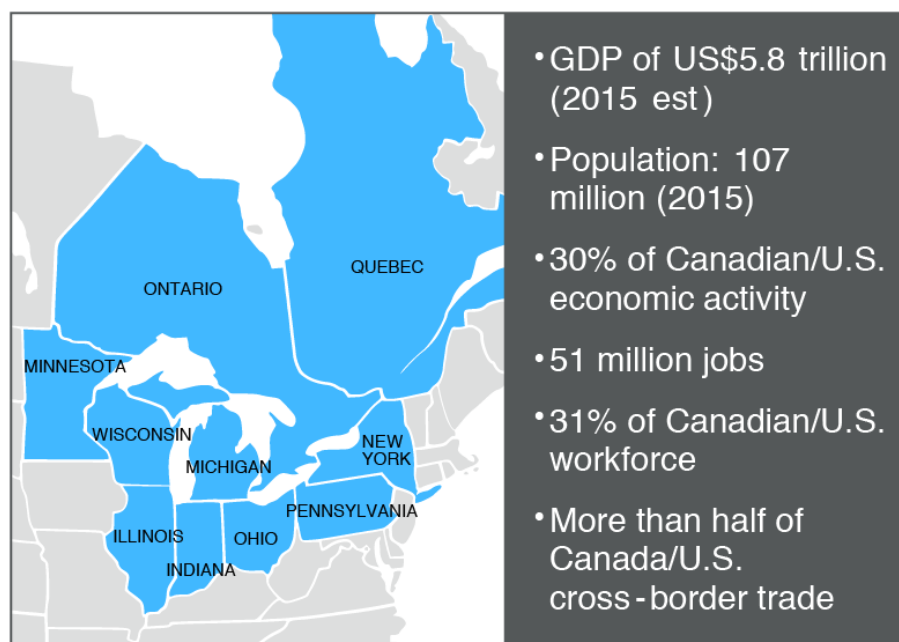 QUEBEC
ONTARIO
MINNESOTA
WISCONSIN
MICHIGAN
NEW
YORK
PENNSYLVANIA
ILLINOIS
OHIO
INDIANA
• GDP of US$5.8 trillion
(2015 est)
• Population: 107
million (2015)
• 30% of Canadian/U.S.
economic activity
• 51 million jobs
• 31% of Canadian/U.S.
workforce
• More than half of
Canada/U.S.
cross-border trade